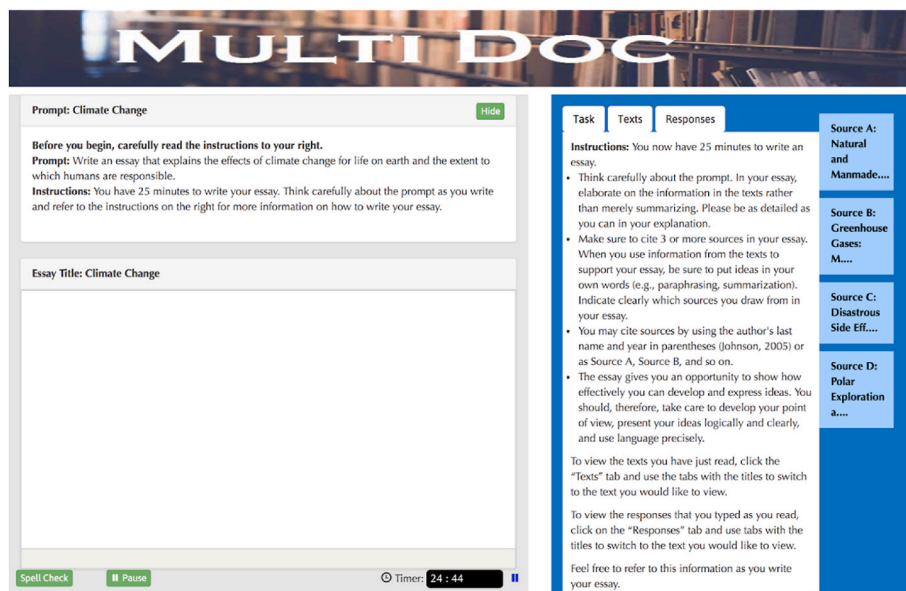 MULTI DOC
Prompt: Climate Change
Hide
Before you begin, carefully read the instructions to your right.
Prompt: Write an essay that explains the effects of climate change for life on earth and the extent to
which humans are responsible.
Instructions: You have 25 minutes to write your essay. Think carefully about the prompt as you write
and refer to the instructions on the right for more information on how to write your essay.
Essay Title: Climate Change
Spell Check
Pause
Timer: 24 : 44
Task Texts Responses
Instructions: You now have 25 minutes to write an
essay.
• Think carefully about the prompt. In your essay,
elaborate on the information in the texts rather
than merely summarizing. Please be as detailed as
you can in your explanation.
• Make sure to cite 3 or more sources in your essay.
When you use information from the texts to
support your essay, be sure to put ideas in your
own words (e.g., paraphrasing, summarization).
Indicate clearly which sources you draw from in
your essay.
• You may cite sources by using the author's last
name and year in parentheses (Johnson, 2005) or
as Source A, Source B, and so on.
• The essay gives you an opportunity to show how
effectively you can develop and express ideas. You
should, therefore, take care to develop your point
of view, present your ideas logically and clearly,
and use language precisely.
To view the texts you have just read, click the
“Texts” tab and use the tabs with the titles to switch
to the text you would like to view.
To view the responses that you typed as you read,
click on the “Responses” tab and use tabs with the
titles to switch to the text you would like to view.
Feel free to refer to this information as you write
your essay.
Source A:
Natural
and
Manmade....
Source B:
Greenhouse
Gases:
M....
Source C:
Disastrous
Side Eff....
Source D:
Polar
Exploration
a....